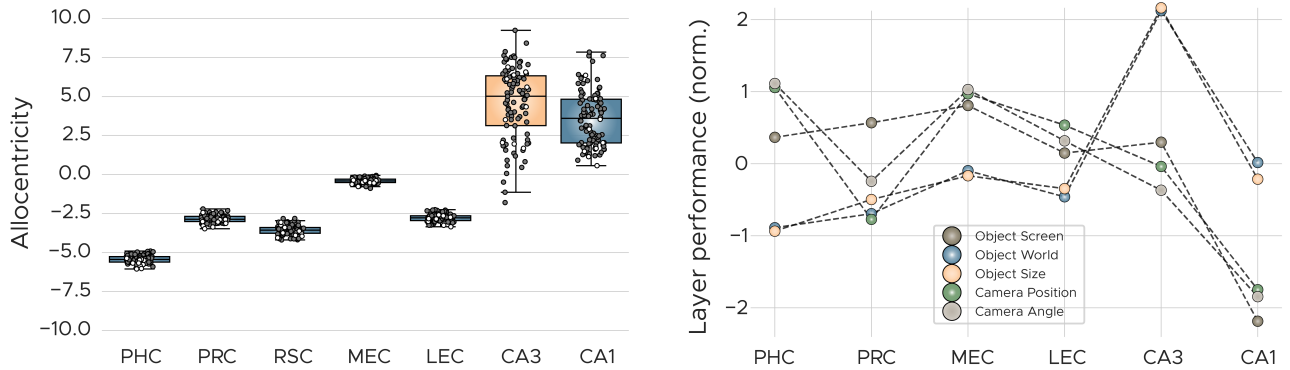 Allocentricity
10.0
7.5
5.0
2.5
0.0
−2.5
−5.0
−7.5
−10.0
PHC PRC RSC MEC LEC CA3 CA1
Layer performance (norm.)
2
1
0
−1
−2
Object Screen
Object World
Object Size
Camera Position
Camera Angle
PHC PRC MEC LEC CA3 CA1